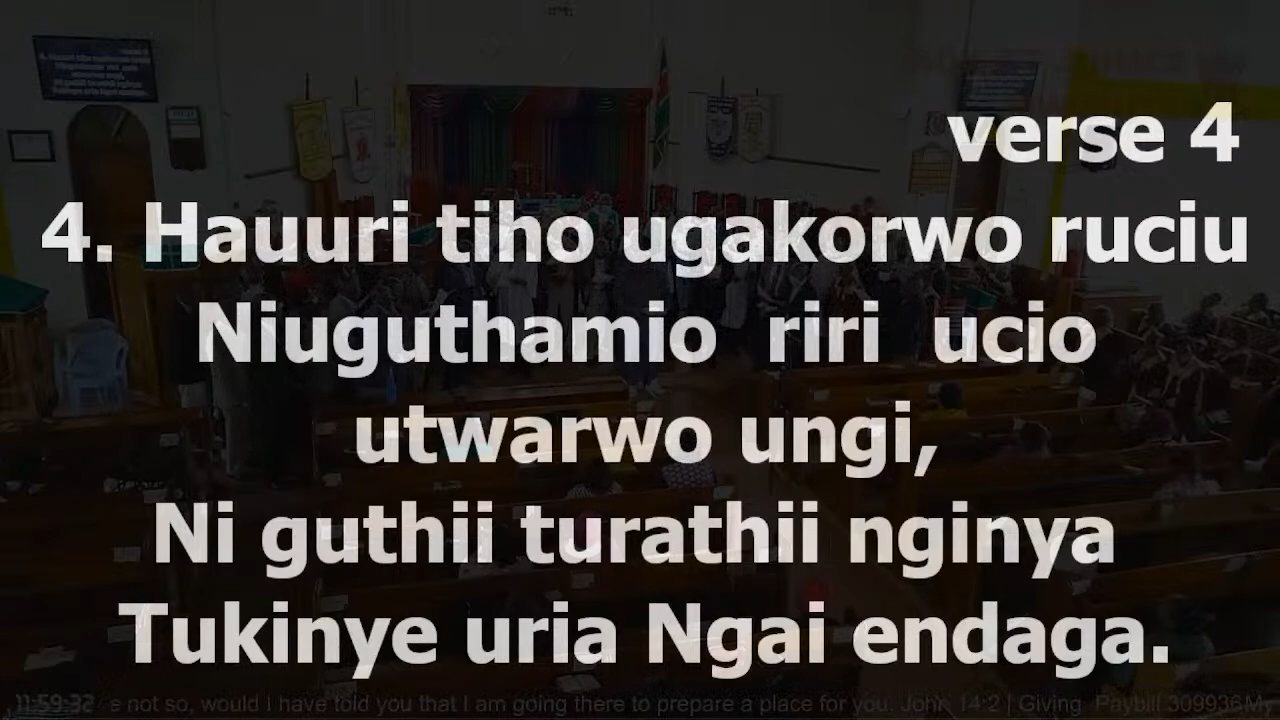 verse 4
4. Hauuri tiho ugakorwo ruciu
Niuguthamio riri ucio
utwarwo ungi,
Ni guthii turathii nginya
Tukinye uria Ngai endaga.
11:59:32 e not so, would I have told you that I am going there to prepare a place for you. John 14:2 | Giving Paybill 309936 My